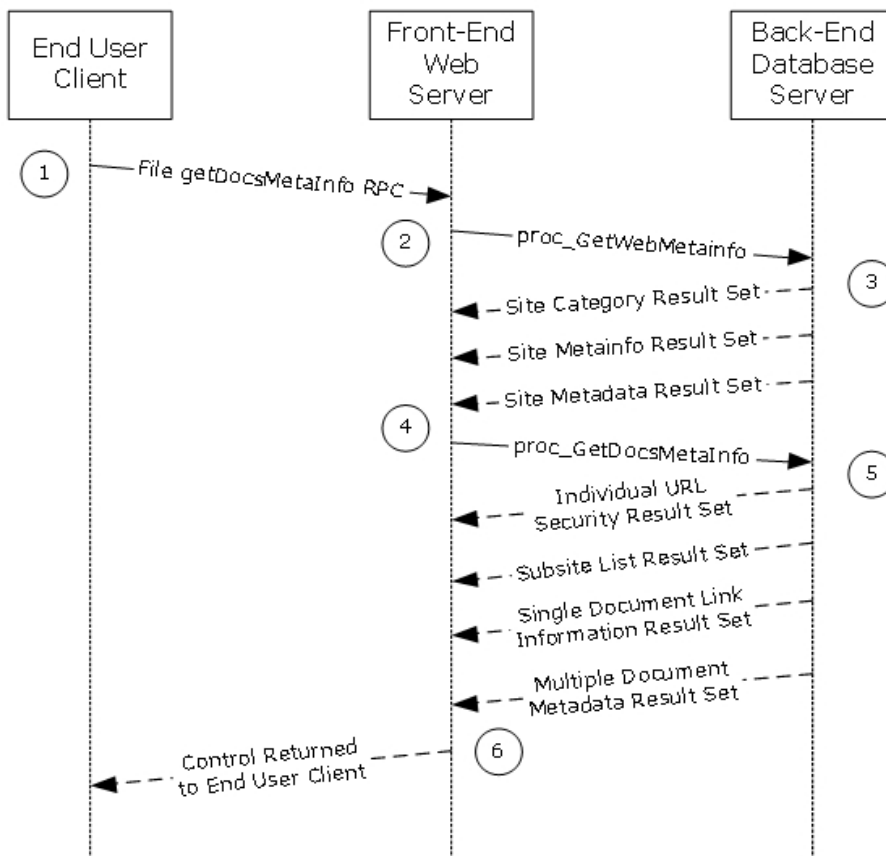 End User
Client
Front-End
Web
Server
Back-End
Database
Server
1
File getDocsMetaInfo RPC
2
proc_GetWebMetainfo
3
Site Category Result Set
Site Metainfo Result Set
Site Metadata Result Set
4
proc_GetDocsMetaInfo
5
Individual URL
Security Result Set
Subsite List Result Set
Single Document Link
Information Result Set
Multiple Document
Metadata Result Set
6
Control Returned
to End User Client